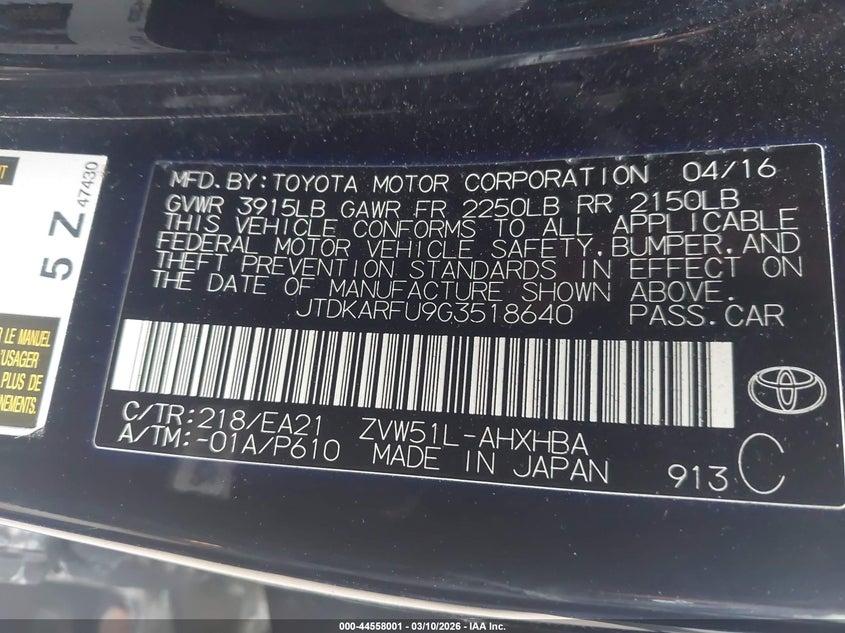 NT
5 Z
47430
R LE MANUEL
'USAGER
PLUS DE
NEMENTS.
MFD. BY: TOYOTA MOTOR CORPORATION 04/16
GVWR 3915LB GAWR FR 2250LB RR 2150LB
THIS VEHICLE CONFORMS TO ALL APPLICABLE
FEDERAL MOTOR VEHICLE SAFETY, BUMPER, AND
THEFT PREVENTION STANDARDS IN EFFECT ON
THE DATE OF MANUFACTURE SHOWN ABOVE.
JTDKARFU9G3518640 PASS. CAR
C/TR: 218/EA21 ZVW51L-AHXHBA
A/TM: -01A/P610 MADE IN JAPAN 913 C
000-44558001 - 03/10/2026 - IAA Inc.